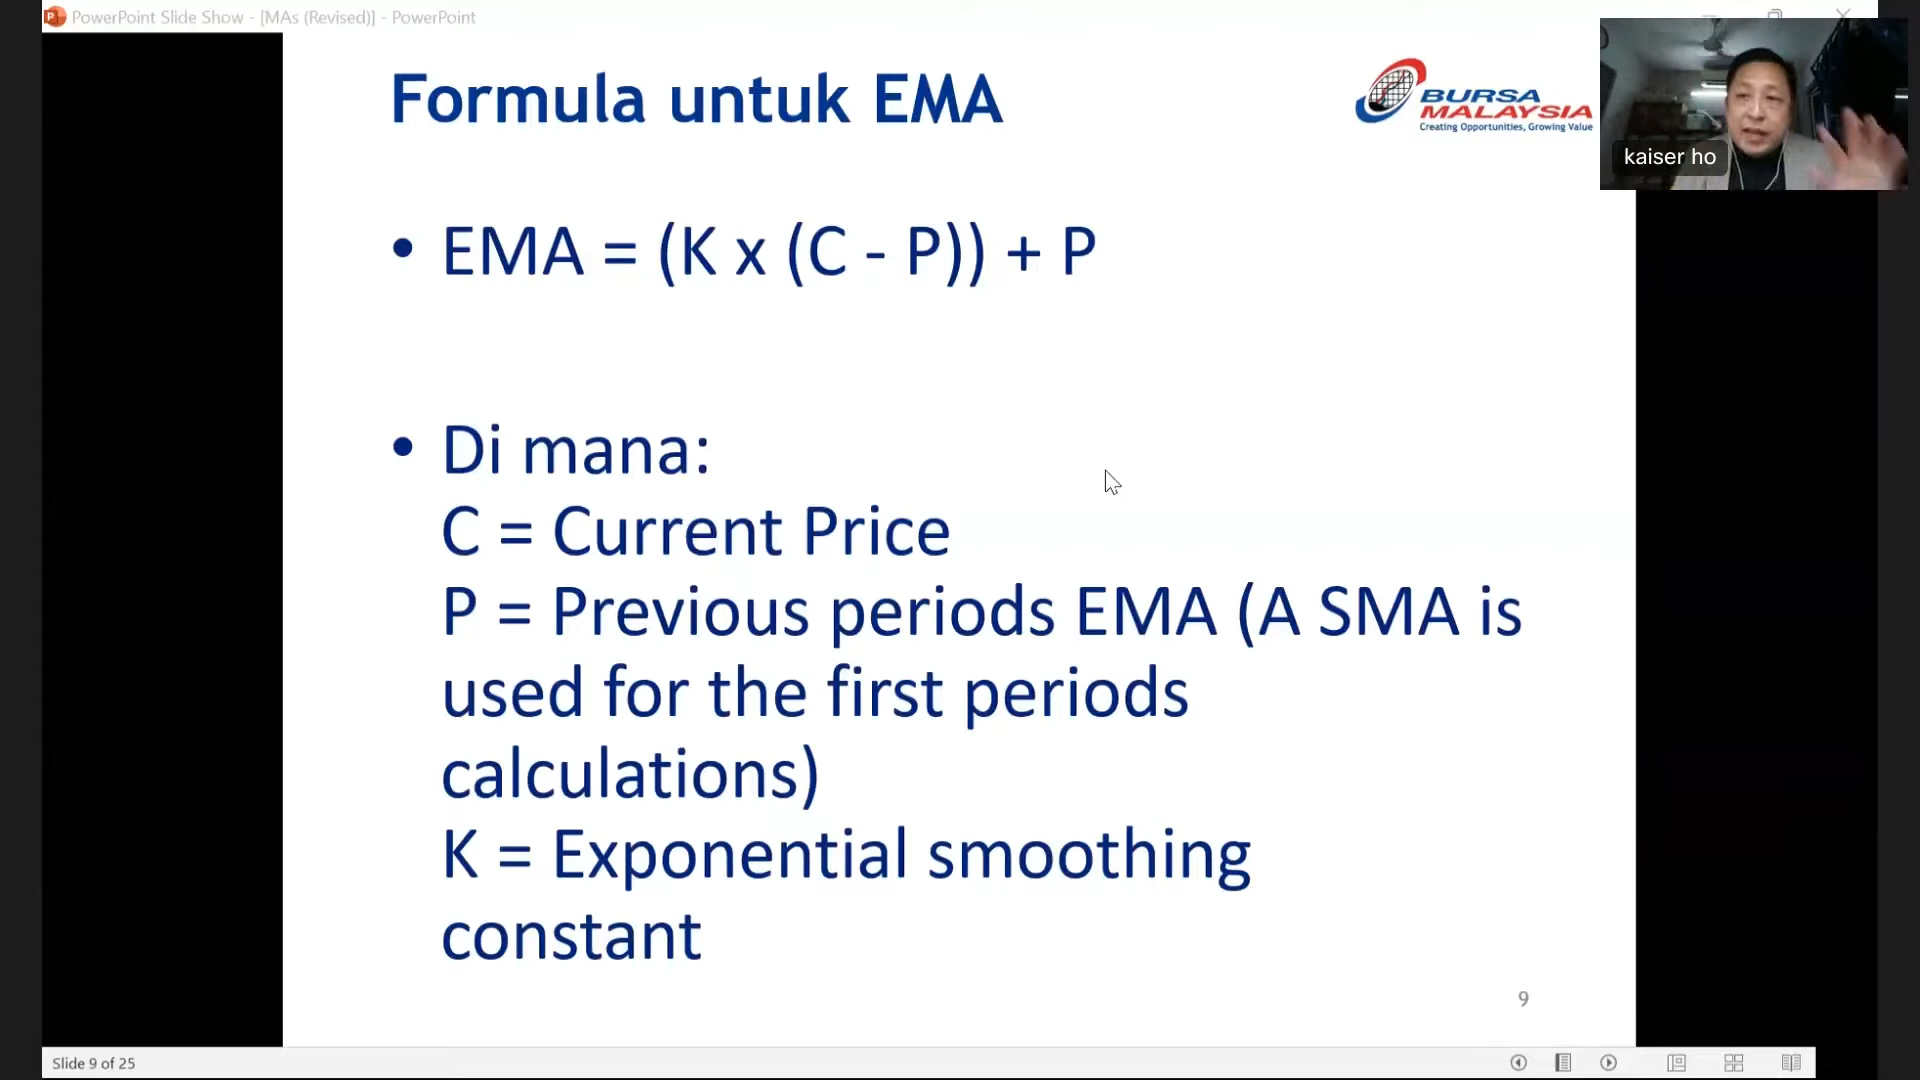 PowerPoint Slide Show - [MAs (Revised)] - PowerPoint
Formula untuk EMA
BURSA
MALAYSIA
Creating Opportunities, Growing Value
kaiser ho
• EMA = (K x (C - P)) + P
• Di mana:
C = Current Price
P = Previous periods EMA (A SMA is
used for the first periods
calculations)
K = Exponential smoothing
constant
9
Slide 9 of 25